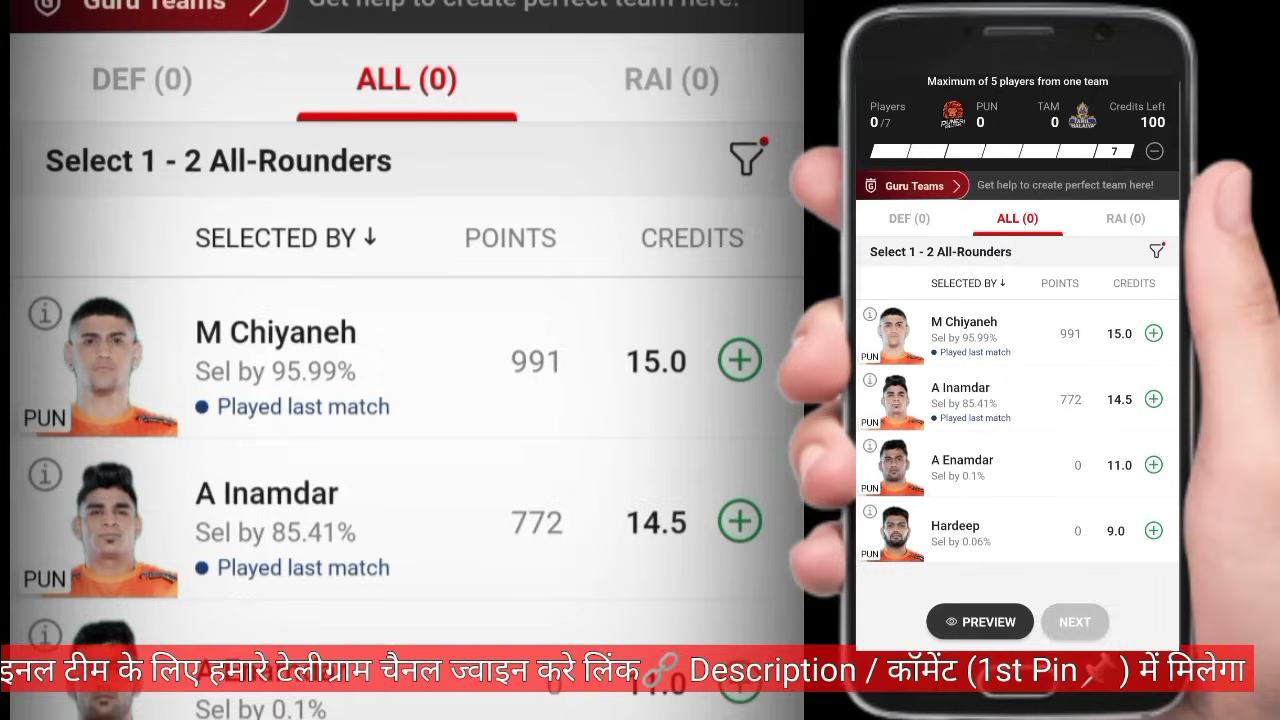 Guru Teams
Get help to create perfect team here!
DEF (0)
ALL (0)
RAI (0)
Select 1 - 2 All-Rounders
SELECTED BY ↓
POINTS
CREDITS
M Chiyaneh
Sel by 95.99%
991
15.0
Played last match
PUN
A Inamdar
Sel by 85.41%
772
14.5
Played last match
PUN
11.0
Sel by 0.1%
Maximum of 5 players from one team
Players
PUN
TAM
Credits Left
0/7
0
0
100
7
Guru Teams
Get help to create perfect team here!
DEF (0)
ALL (0)
RAI (0)
Select 1 - 2 All-Rounders
SELECTED BY ↓
POINTS
CREDITS
M Chiyaneh
Sel by 95.99%
991
15.0
Played last match
PUN
A Inamdar
Sel by 85.41%
772
14.5
Played last match
PUN
A Enamdar
Sel by 0.1%
0
11.0
PUN
Hardeep
Sel by 0.06%
0
9.0
PUN
PREVIEW
NEXT
इनल टीम के लिए हमारे टेलीग्राम चैनल ज्वाइन करे लिंक🔗 Description / कॉमेंट (1st Pin📌 ) में मिलेगा